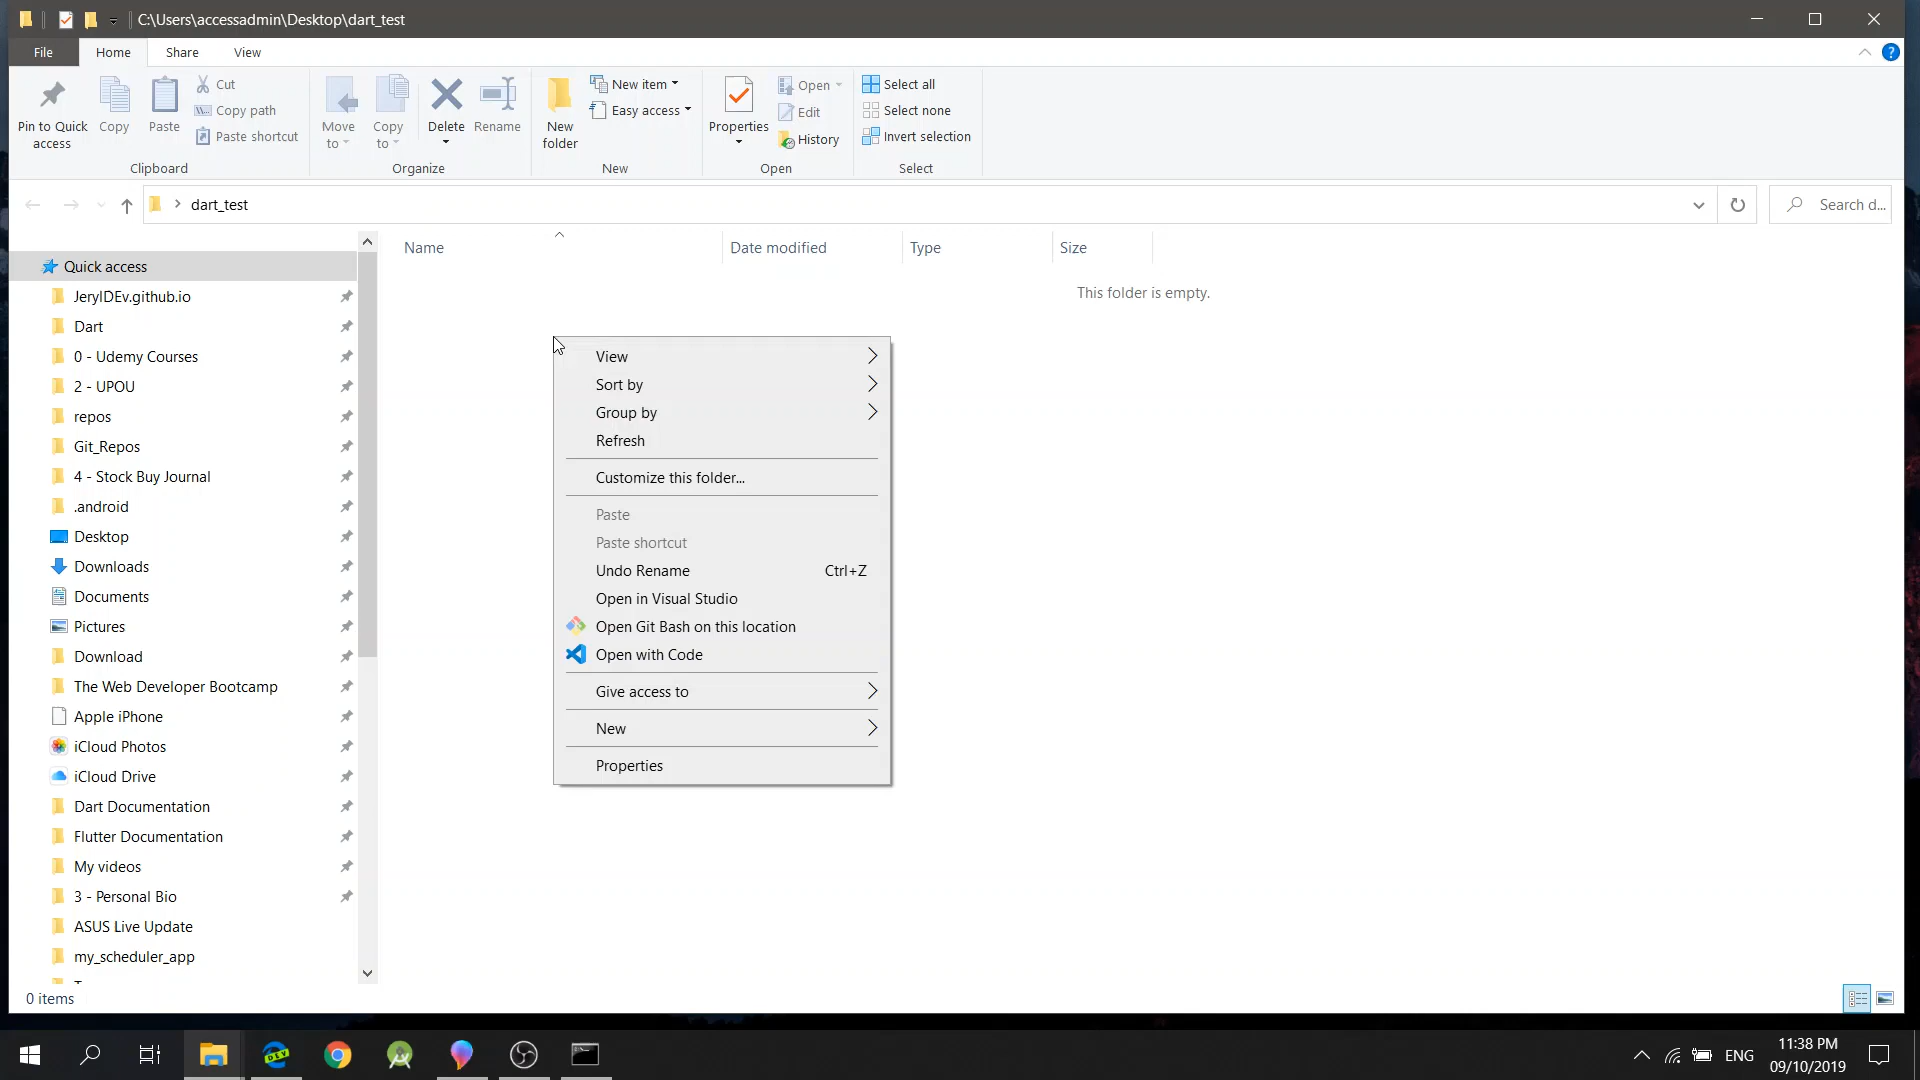 C:\Users\accessadmin\Desktop\dart_test
File Home Share View
Pin to Quick access
Copy
Paste
Cut
Copy path
Paste shortcut
Clipboard
Move to
Copy to
Delete
Rename
Organize
New folder
New item
Easy access
New
Properties
Open
Edit
History
Open
Select all
Select none
Invert selection
Select
dart_test
Search d...
Name Date modified Type Size
This folder is empty.
Quick access
JerylDEv.github.io
Dart
0 - Udemy Courses
2 - UPOU
repos
Git_Repos
4 - Stock Buy Journal
.android
Desktop
Downloads
Documents
Pictures
Download
The Web Developer Bootcamp
Apple iPhone
iCloud Photos
iCloud Drive
Dart Documentation
Flutter Documentation
My videos
3 - Personal Bio
ASUS Live Update
my_scheduler_app
View
Sort by
Group by
Refresh
Customize this folder...
Paste
Paste shortcut
Undo Rename Ctrl+Z
Open in Visual Studio
Open Git Bash on this location
Open with Code
Give access to
New
Properties
0 items
DEV
ENG
11:38 PM
09/10/2019